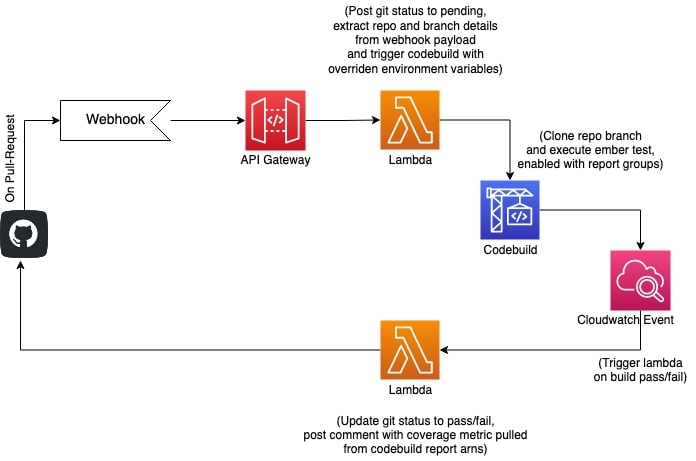 (Post git status to pending,
extract repo and branch details
from webhook payload
and trigger codebuild with
overriden environment variables)
On Pull-Request
Webhook
</>
API Gateway
Lambda
(Clone repo branch
and execute ember test,
enabled with report groups)
</>
Codebuild
Cloudwatch Event
(Trigger lambda
on build pass/fail)
Lambda
(Update git status to pass/fail,
post comment with coverage metric pulled
from codebuild report arns)